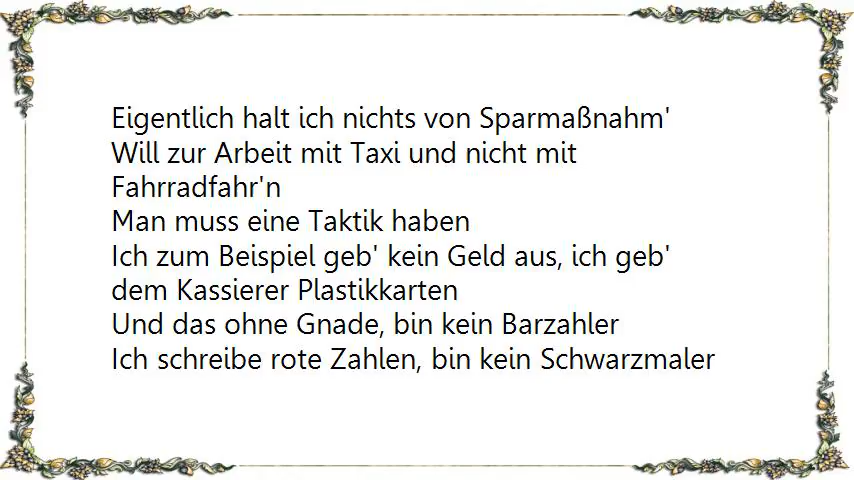 Eigentlich halt ich nichts von Sparmaßnahm'
Will zur Arbeit mit Taxi und nicht mit
Fahrradfahr'n
Man muss eine Taktik haben
Ich zum Beispiel geb' kein Geld aus, ich geb'
dem Kassierer Plastikkarten
Und das ohne Gnade, bin kein Barzahler
Ich schreibe rote Zahlen, bin kein Schwarzmaler